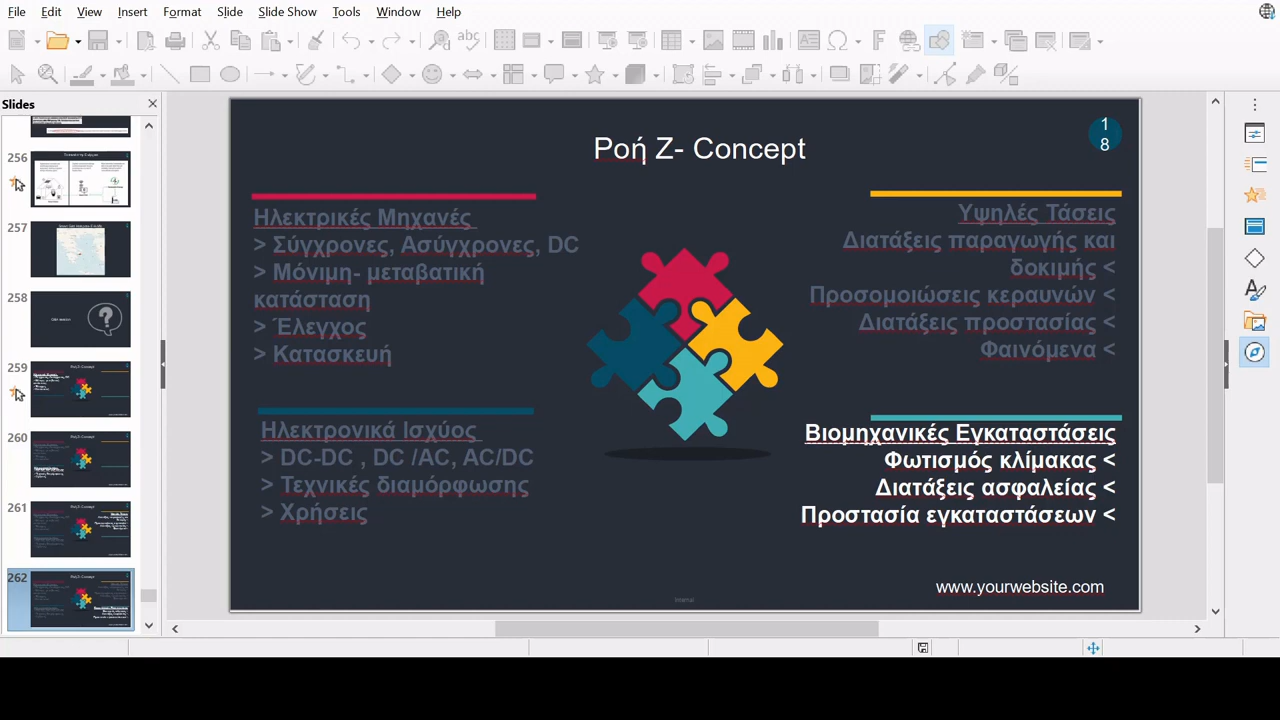 File Edit View Insert Format Slide Slide Show Tools Window Help
Slides
256
257
258
259
260
261
262
Ροή Ζ- Concept
1
8
Ηλεκτρικές Μηχανές
> Σύγχρονες, Ασύγχρονες, DC
> Μόνιμη- μεταβατική
κατάσταση
> Έλεγχος
> Κατασκευή
Υψηλές Τάσεις
Διατάξεις παραγωγής και
δοκιμής <
Προσομοιώσεις κεραυνών <
Διατάξεις προστασίας <
Φαινόμενα <
Ηλεκτρονικά Ισχύος
> DC-DC , DC /AC, AC/DC
> Τεχνικές διαμόρφωσης
> Χρήσεις
Βιομηχανικές Εγκαταστάσεις
Φωτισμός κλίμακας <
Διατάξεις ασφαλείας <
Προστασία εγκαταστάσεων <
www.yourwebsite.com
Internal